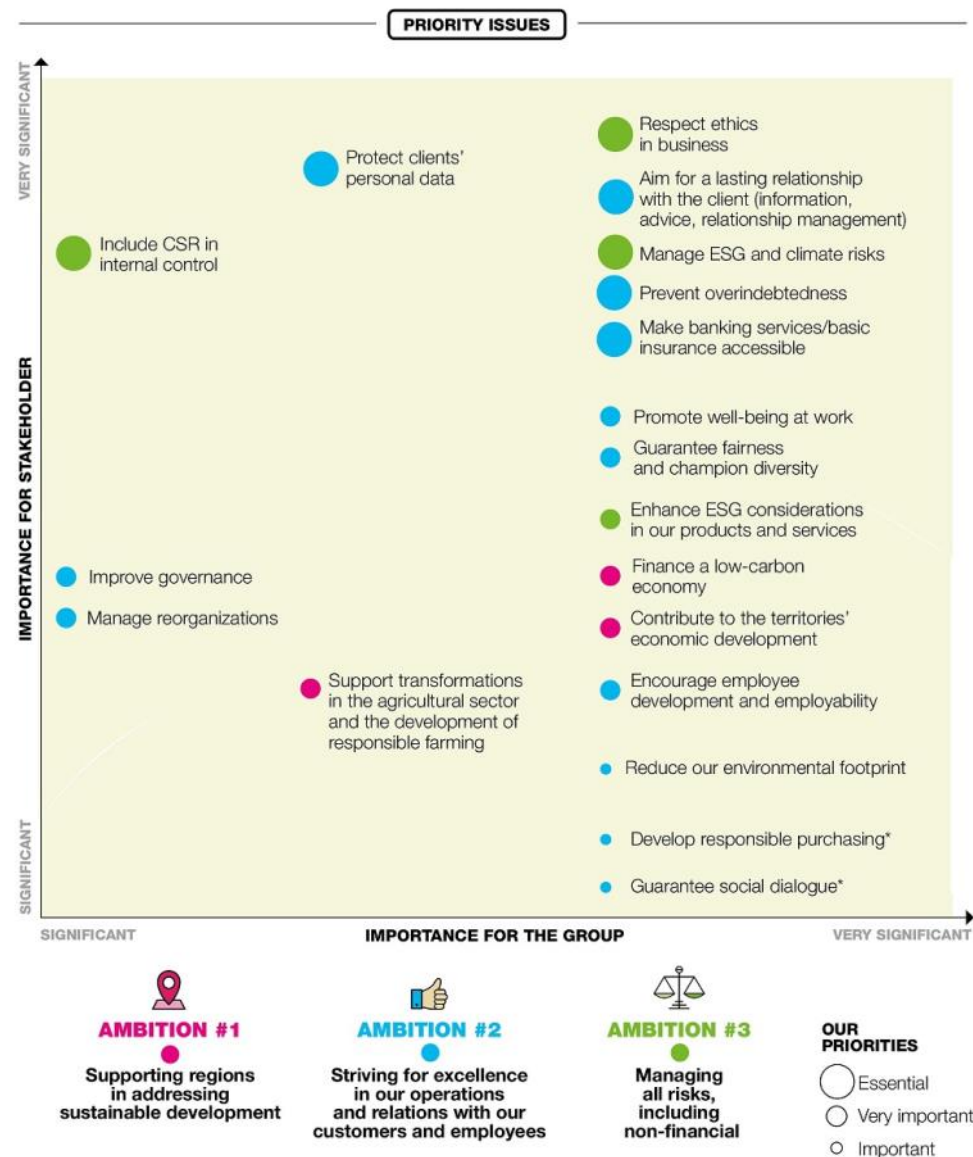 PRIORITY ISSUES
VERY SIGNIFICANT
IMPORTANCE FOR STAKEHOLDER
SIGNIFICANT
Respect ethics
in business
Protect clients'
personal data
Aim for a lasting relationship
with the client (information,
advice, relationship management)
Include CSR in
internal control
Manage ESG and climate risks
Prevent overindebtedness
Make banking services/basic
insurance accessible
Promote well-being at work
Guarantee fairness
and champion diversity
Enhance ESG considerations
in our products and services
Improve governance
Finance a low-carbon
economy
Manage reorganizations
Contribute to the territories'
economic development
Support transformations
in the agricultural sector
and the development of
responsible farming
Encourage employee
development and employability
Reduce our environmental footprint
Develop responsible purchasing*
Guarantee social dialogue*
SIGNIFICANT
IMPORTANCE FOR THE GROUP
VERY SIGNIFICANT
AMBITION #1
Supporting regions
in addressing
sustainable development
AMBITION #2
Striving for excellence
in our operations
and relations with our
customers and employees
AMBITION #3
Managing
all risks,
including
non-financial
OUR
PRIORITIES
Essential
Very important
Important